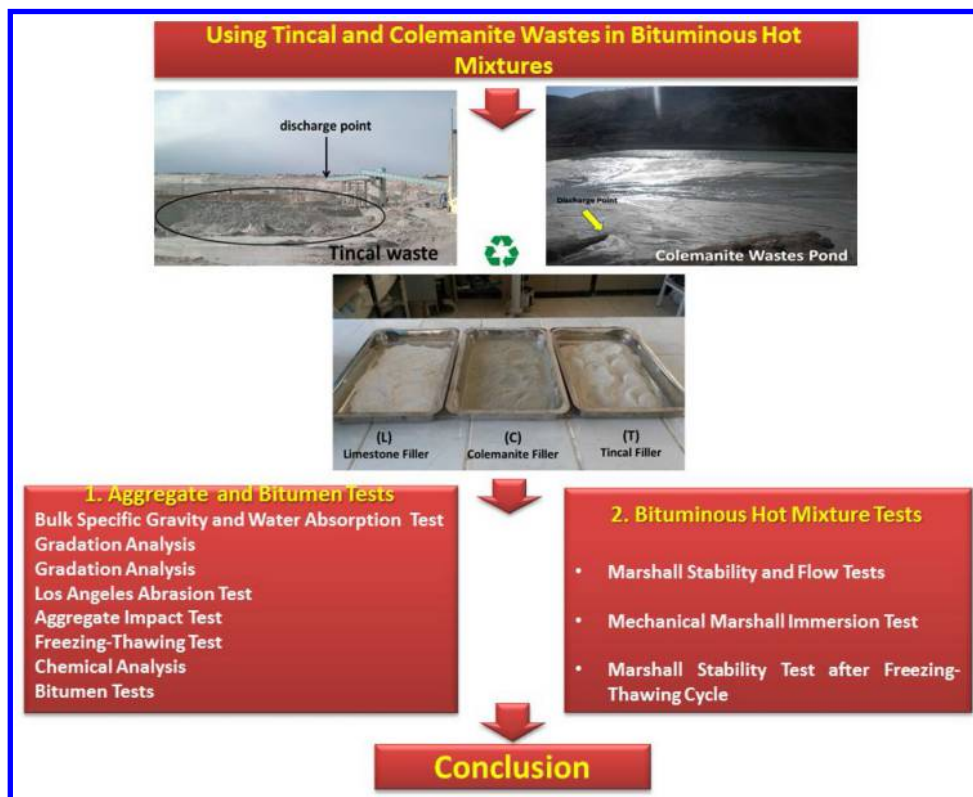 Using Tincal and Colemanite Wastes in Bituminous Hot
Mixtures
discharge point
Tincal waste
Discharge Point
Colemanite Wastes Pond
(L)
Limestone Filler
(C)
Colemanite Filler
(T)
Tincal Filler
1. Aggregate and Bitumen Tests
Bulk Specific Gravity and Water Absorption Test
Gradation Analysis
Gradation Analysis
Los Angeles Abrasion Test
Aggregate Impact Test
Freezing-Thawing Test
Chemical Analysis
Bitumen Tests
2. Bituminous Hot Mixture Tests
• Marshall Stability and Flow Tests
• Mechanical Marshall Immersion Test
• Marshall Stability Test after Freezing-
Thawing Cycle
Conclusion